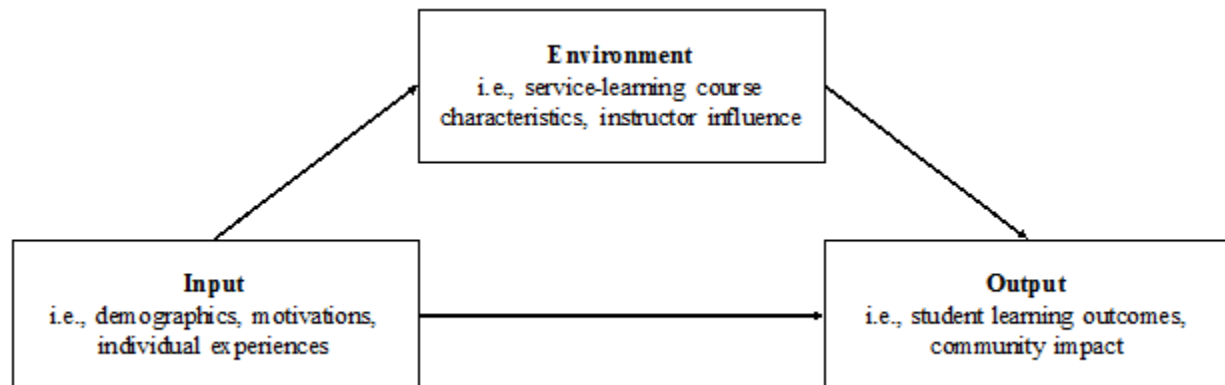 Environment
i.e., service-learning course
characteristics, instructor influence
Input
i.e., demographics, motivations,
individual experiences
Output
i.e., student learning outcomes,
community impact